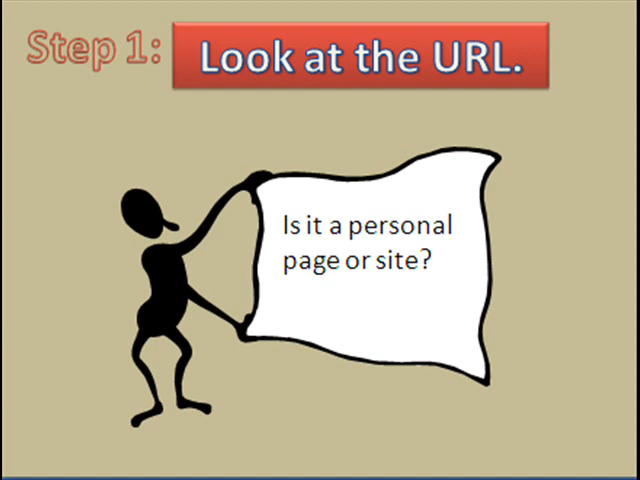 Step 1: Look at the URL.
Is it a personal
page or site?